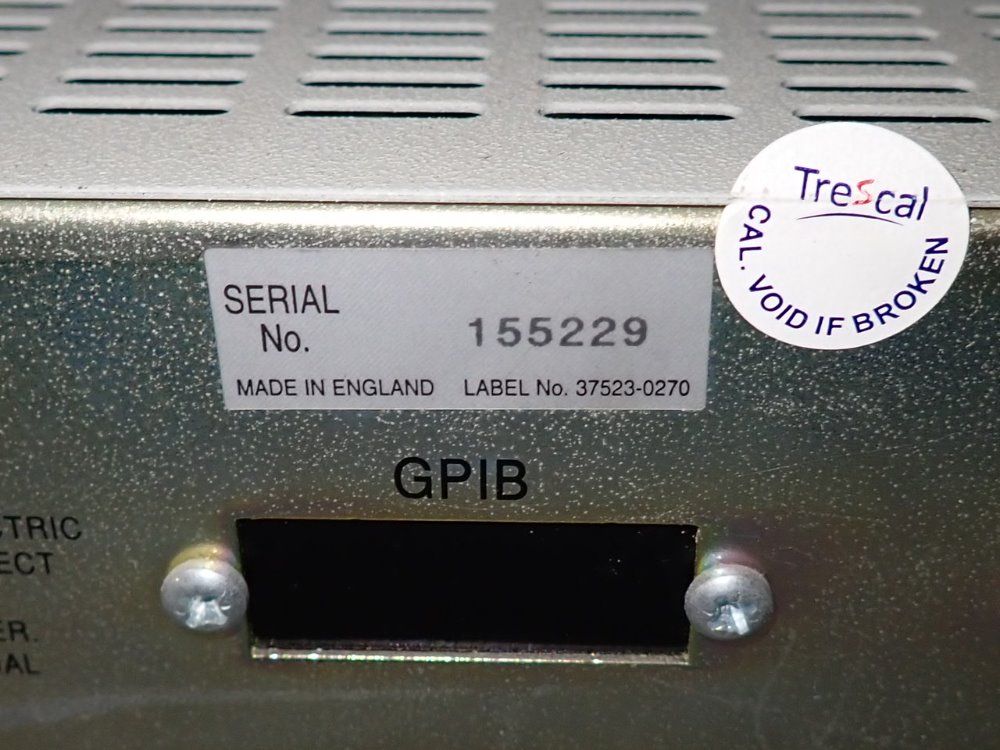 Trescal
CAL. VOID IF BROKEN
SERIAL
No. 155229
MADE IN ENGLAND LABEL No. 37523-0270
GPIB